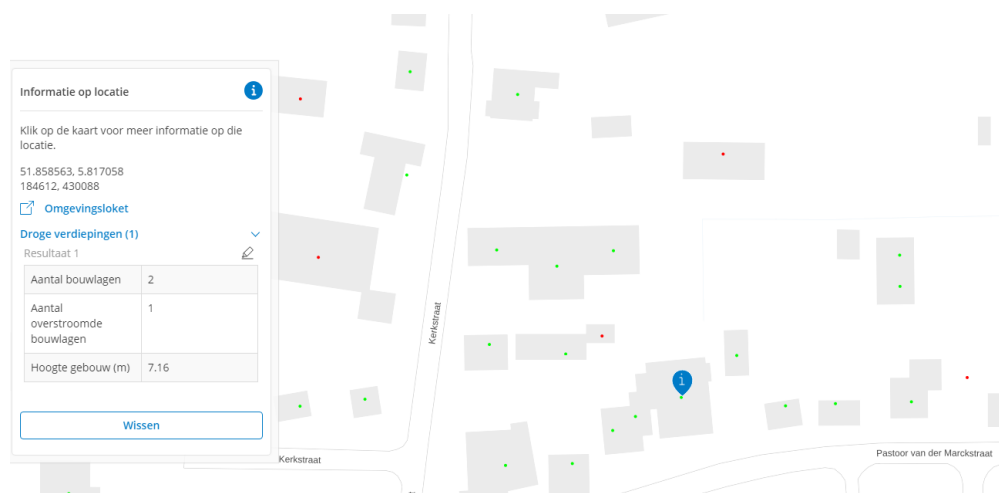 Informatie op locatie
Klik op de kaart voor meer informatie op die
locatie.
51.858563, 5.817058
184612, 430088
Omgevingsloket
Droge verdiepingen (1)
Resultaat 1
Aantal bouwlagen 2
Aantal 1
overstroomde
bouwlagen
Hoogte gebouw (m) 7.16
Wissen
Kerkstraat
Kerkstraat
Pastoor van der Marckstraat